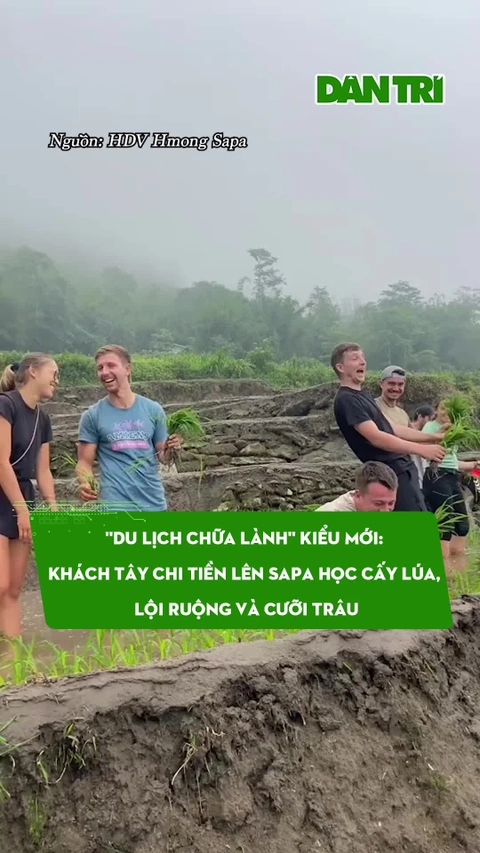 DÂN TRÍ
Nguồn: HDV Hmong Sapa
"DU LỊCH CHỮA LÀNH" KIỂU MỚI:
KHÁCH TÂY CHI TIỀN LÊN SAPA HỌC CẤY LÚA,
LỘI RUỘNG VÀ CƯỠI TRÂU